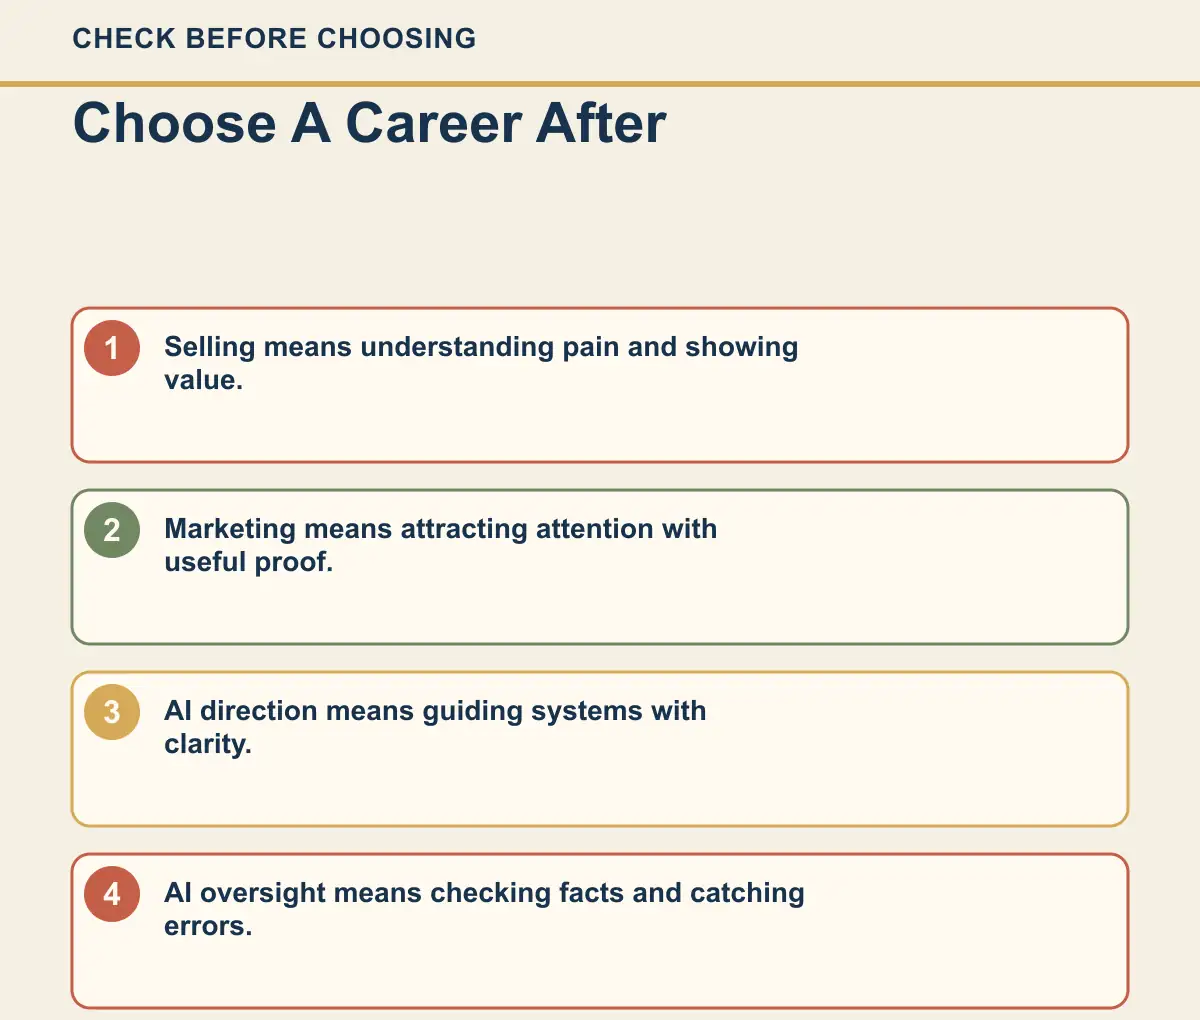 CHECK BEFORE CHOOSING
Choose A Career After
1
Selling means understanding pain and showing
value.
2
Marketing means attracting attention with
useful proof.
3
AI direction means guiding systems with
clarity.
4
AI oversight means checking facts and catching
errors.